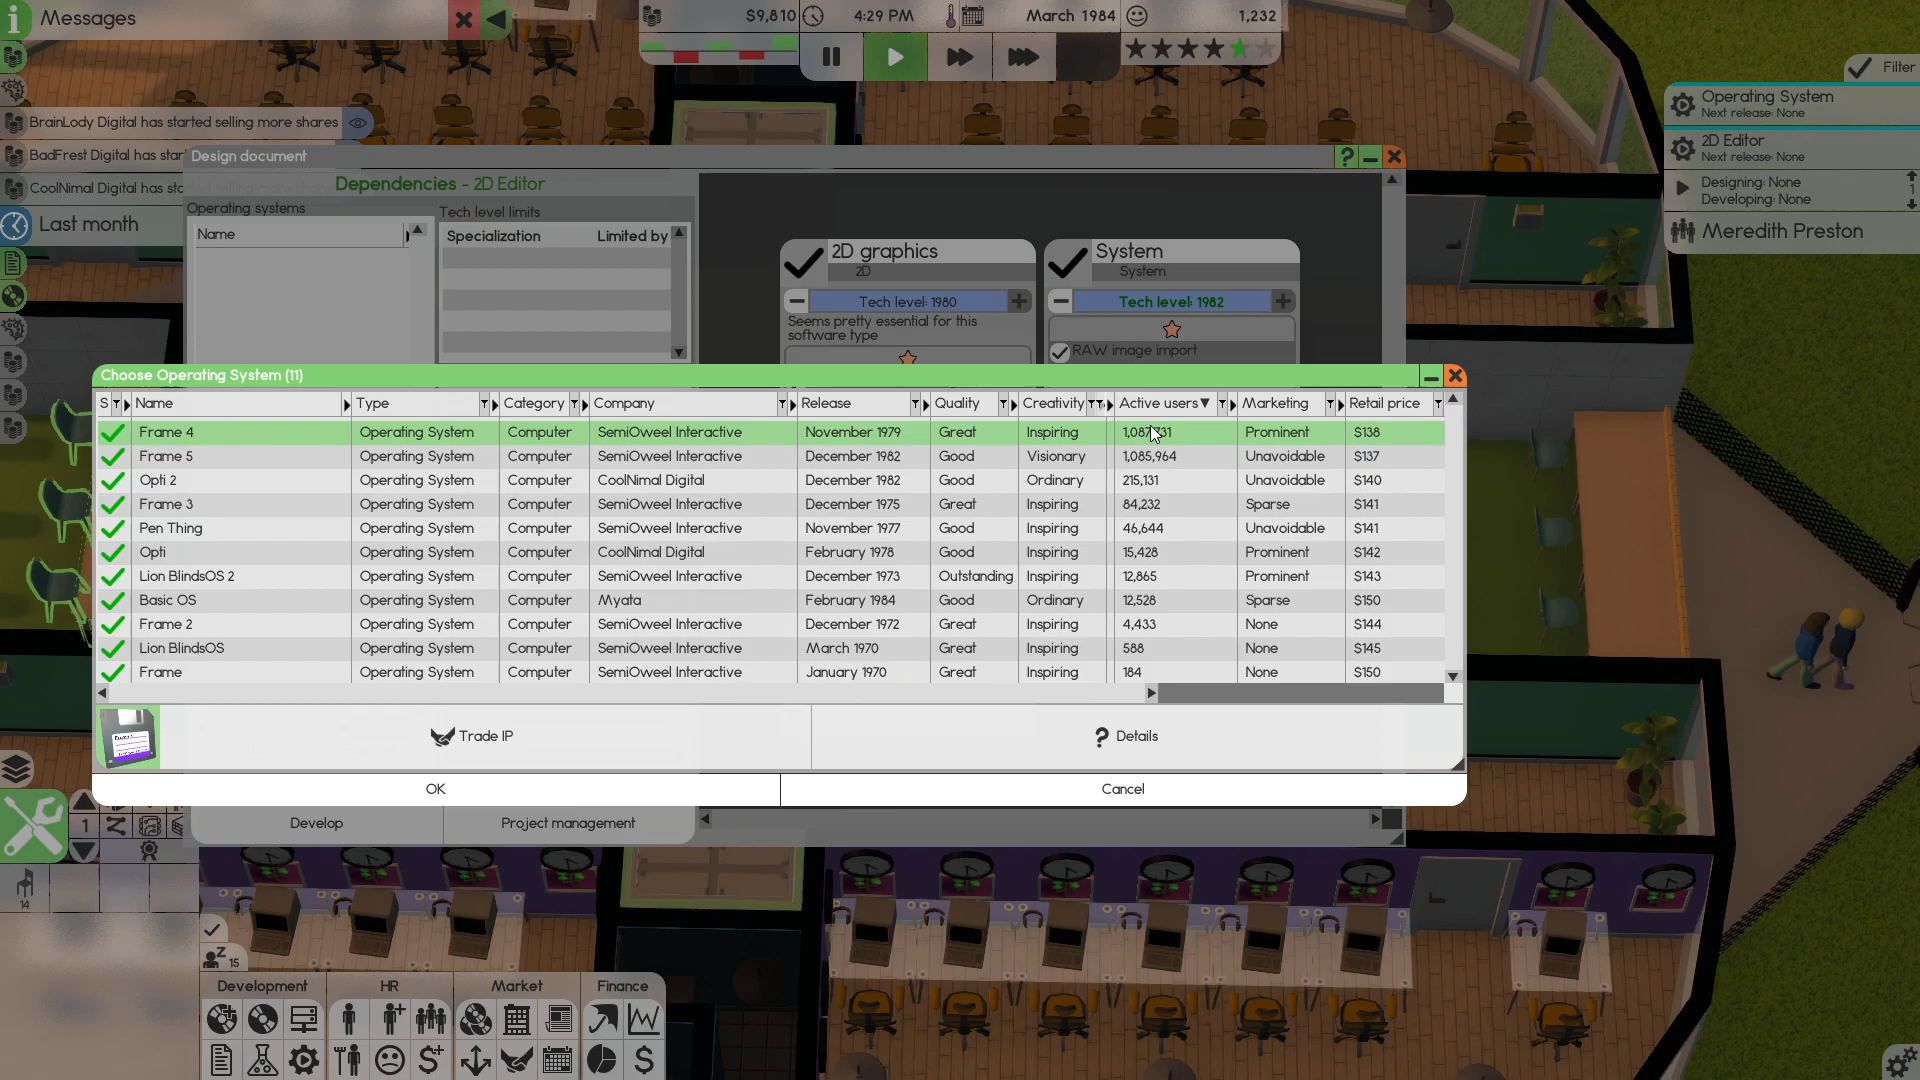 Messages
$9,810
4:29 PM
March 1984
1,232
Filter
Operating System
Next release: None
2D Editor
Next release: None
Designing: None
Developing: None
1
Meredith Preston
BrainLody Digital has started selling more shares
BadFrest Digital has star
CoolNimal Digital has sta
Last month
Design document
Dependencies - 2D Editor
Operating systems
Name
Tech level limits
Specialization
Limited by
2D graphics
2D
Tech level: 1980
Seems pretty essential for this
software type
System
System
Tech level: 1982
RAW image import
Choose Operating System (11)
S Name Type Category Company Release Quality Creativity Active users Marketing Retail price
Frame 4 Operating System Computer SemiOweel Interactive November 1979 Great Inspiring Prominent $138
Frame 5 Operating System Computer SemiOweel Interactive December 1982 Good Visionary 1,085,964 Unavoidable $137
Opti 2 Operating System Computer CoolNimal Digital December 1982 Good Ordinary 215,131 Unavoidable $140
Frame 3 Operating System Computer SemiOweel Interactive December 1975 Great Inspiring 84,232 Sparse $141
Pen Thing Operating System Computer SemiOweel Interactive November 1977 Good Inspiring 46,644 Unavoidable $141
Opti Operating System Computer CoolNimal Digital February 1978 Good Inspiring 15,428 Prominent $142
Lion BlindsOS 2 Operating System Computer SemiOweel Interactive December 1973 Outstanding Inspiring 12,865 Prominent $143
Basic OS Operating System Computer Myata February 1984 Good Ordinary 12,528 Sparse $150
Frame 2 Operating System Computer SemiOweel Interactive December 1972 Great Inspiring 4,433 None $144
Lion BlindsOS Operating System Computer SemiOweel Interactive March 1970 Great Inspiring 588 None $145
Frame Operating System Computer SemiOweel Interactive January 1970 Great Inspiring 184 None $150
Trade IP
? Details
OK
Cancel
Develop
Project management
1
14
15
Development
HR
Market
Finance